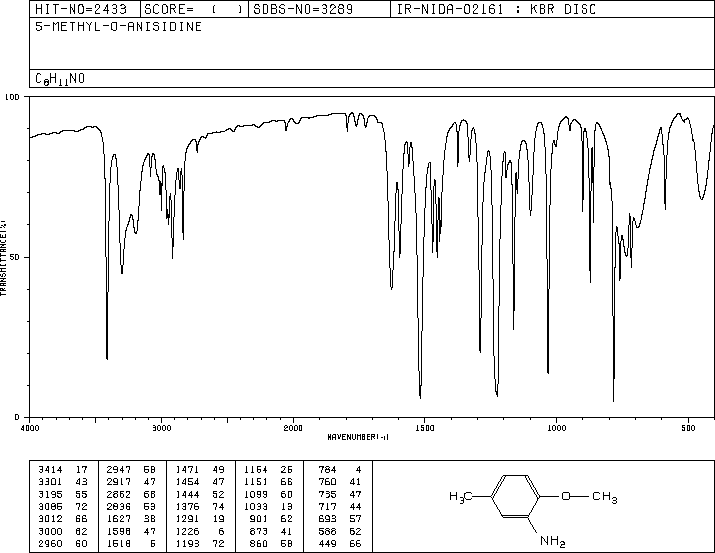 HIT-NO=2433 SCORE= ( ) SDBS-NO=3289 IR-NIDA-02161 : KBR DISC
5-METHYL-O-ANISIDINE
C8H11NO
100
50
0
TRANSMITTANCE(%)
4000 3000 2000 1500 1000 500
WAVENUMBER(-1)
3414 17 2947 58 1471 49 1164 26 784 4
3301 43 2917 47 1454 47 1151 66 760 41
3195 55 2862 66 1444 52 1099 60 735 47
3085 72 2836 53 1376 74 1033 13 717 44
3012 66 1627 38 1291 19 901 62 693 57
3000 62 1598 47 1226 6 873 41 588 62
2960 60 1518 5 1193 72 860 58 449 66
H3C O CH3
NH2